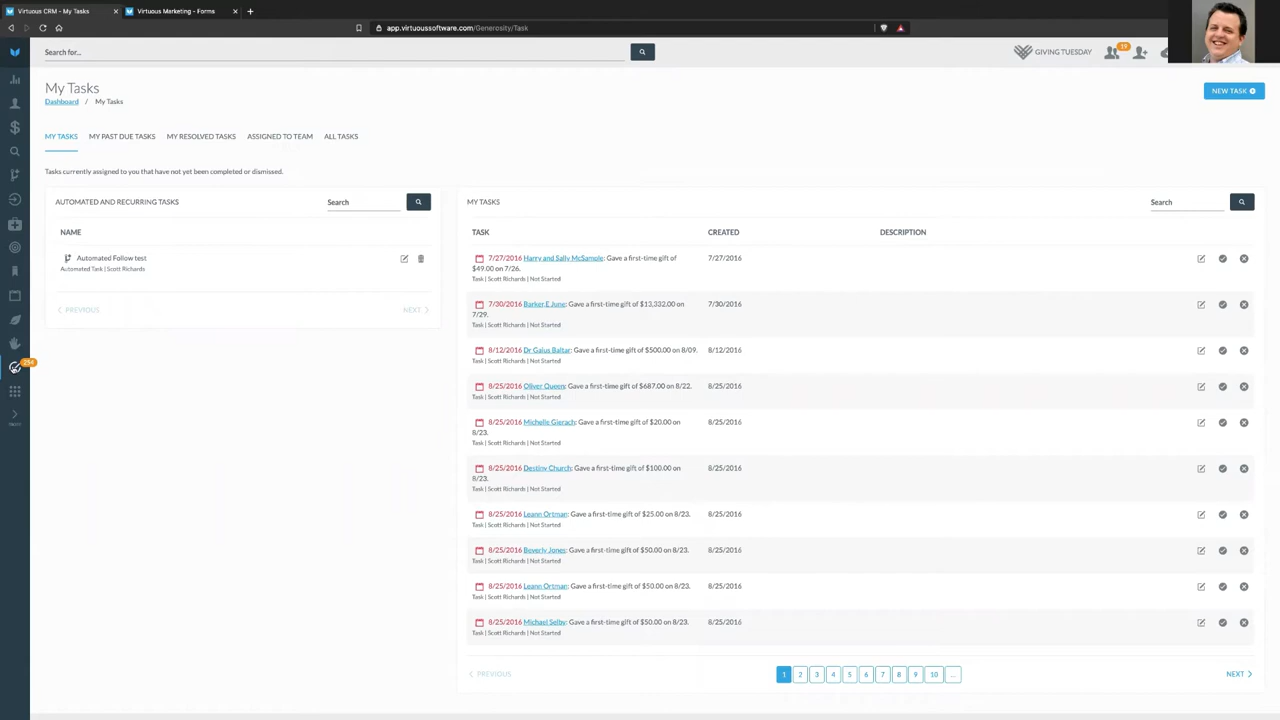 Virtuous CRM - My Tasks
Virtuous Marketing - Forms
app.virtuoussoftware.com/Generosity/Task
Search for...
GIVING TUESDAY
19
My Tasks
Dashboard / My Tasks
NEW TASK
MY TASKS
MY PAST DUE TASKS
MY RESOLVED TASKS
ASSIGNED TO TEAM
ALL TASKS
Tasks currently assigned to you that have not yet been completed or dismissed.
AUTOMATED AND RECURRING TASKS
Search
NAME
Automated Follow test
Automated Task | Scott Richards
PREVIOUS
NEXT
MY TASKS
Search
TASK
CREATED
DESCRIPTION
7/27/2016 Harry and Sally McSample: Gave a first-time gift of
$49.00 on 7/26.
Task | Scott Richards | Not Started
7/27/2016
7/30/2016 Barker,E June: Gave a first-time gift of $13,332.00 on
7/29.
Task | Scott Richards | Not Started
7/30/2016
8/12/2016 Dr Gaius Baltar: Gave a first-time gift of $500.00 on 8/09.
Task | Scott Richards | Not Started
8/12/2016
8/25/2016 Oliver Queen: Gave a first-time gift of $687.00 on 8/22.
Task | Scott Richards | Not Started
8/25/2016
8/25/2016 Michelle Gierach: Gave a first-time gift of $20.00 on
8/23.
Task | Scott Richards | Not Started
8/25/2016
8/25/2016 Destiny Church: Gave a first-time gift of $100.00 on
8/23.
Task | Scott Richards | Not Started
8/25/2016
8/25/2016 Leann Ortman: Gave a first-time gift of $25.00 on 8/23.
Task | Scott Richards | Not Started
8/25/2016
8/25/2016 Beverly Jones: Gave a first-time gift of $50.00 on 8/23.
Task | Scott Richards | Not Started
8/25/2016
8/25/2016 Leann Ortman: Gave a first-time gift of $50.00 on 8/23.
Task | Scott Richards | Not Started
8/25/2016
8/25/2016 Michael Selby: Gave a first-time gift of $50.00 on 8/23.
Task | Scott Richards | Not Started
8/25/2016
PREVIOUS
1 2 3 4 5 6 7 8 9 10 ...
NEXT